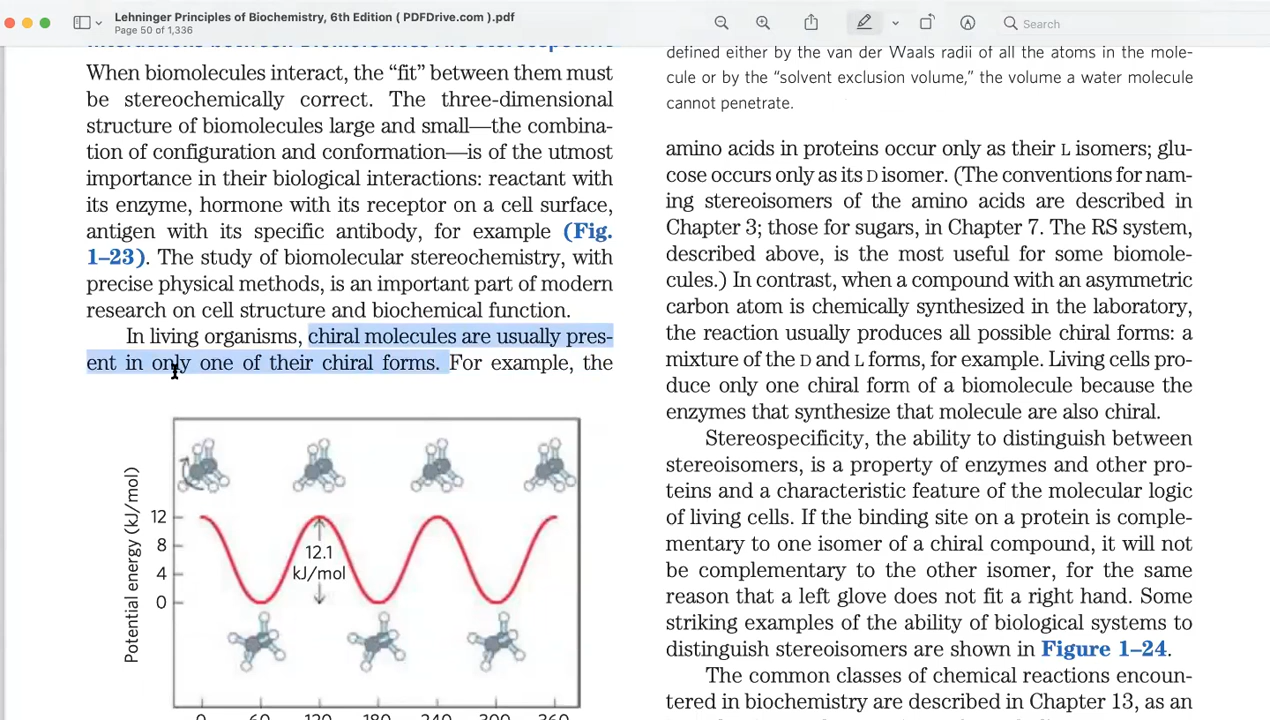 Lehninger Principles of Biochemistry, 6th Edition ( PDFDrive.com ).pdf
Page 50 of 1,336
Search
When biomolecules interact, the “fit” between them must
be stereochemically correct. The three-dimensional
structure of biomolecules large and small—the combina-
tion of configuration and conformation—is of the utmost
importance in their biological interactions: reactant with
its enzyme, hormone with its receptor on a cell surface,
antigen with its specific antibody, for example (Fig.
1–23). The study of biomolecular stereochemistry, with
precise physical methods, is an important part of modern
research on cell structure and biochemical function.
In living organisms, chiral molecules are usually pres-
ent in only one of their chiral forms. For example, the
Potential energy (kJ/mol)
12
8
4
0
12.1
kJ/mol
0 60 120 180 240 300 360
defined either by the van der Waals radii of all the atoms in the mole-
cule or by the “solvent exclusion volume,” the volume a water molecule
cannot penetrate.
amino acids in proteins occur only as their L isomers; glu-
cose occurs only as its D isomer. (The conventions for nam-
ing stereoisomers of the amino acids are described in
Chapter 3; those for sugars, in Chapter 7. The RS system,
described above, is the most useful for some biomole-
cules.) In contrast, when a compound with an asymmetric
carbon atom is chemically synthesized in the laboratory,
the reaction usually produces all possible chiral forms: a
mixture of the D and L forms, for example. Living cells pro-
duce only one chiral form of a biomolecule because the
enzymes that synthesize that molecule are also chiral.
Stereospecificity, the ability to distinguish between
stereoisomers, is a property of enzymes and other pro-
teins and a characteristic feature of the molecular logic
of living cells. If the binding site on a protein is comple-
mentary to one isomer of a chiral compound, it will not
be complementary to the other isomer, for the same
reason that a left glove does not fit a right hand. Some
striking examples of the ability of biological systems to
distinguish stereoisomers are shown in Figure 1–24.
The common classes of chemical reactions encoun-
tered in biochemistry are described in Chapter 13, as an